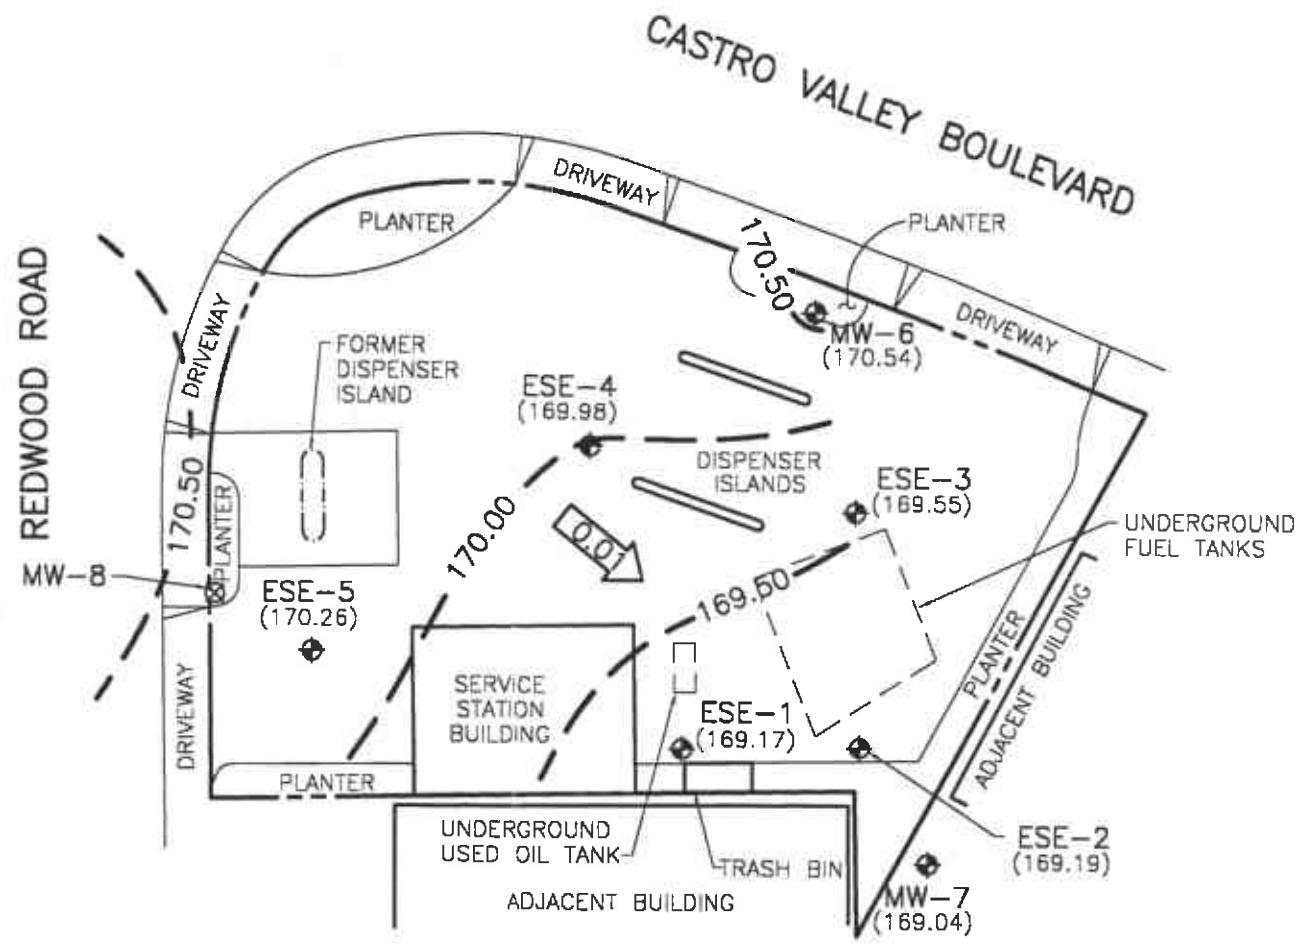 CASTRO VALLEY BOULEVARD
REDWOOD ROAD
DRIVEWAY
PLANTER
PLANTER
170.50
DRIVEWAY
DRIVEWAY
MW-6
(170.54)
FORMER
DISPENSER
ISLAND
ESE-4
(169.98)
DISPENSER
ISLANDS
ESE-3
(169.55)
UNDERGROUND
FUEL TANKS
170.50
PLANTER
170.00
0.01
MW-8
ESE-5
(170.26)
169.50
PLANTER
ADJACENT BUILDING
DRIVEWAY
SERVICE
STATION
BUILDING
ESE-1
(169.17)
PLANTER
UNDERGROUND
USED OIL TANK
TRASH BIN
ESE-2
(169.19)
ADJACENT BUILDING
MW-7
(169.04)